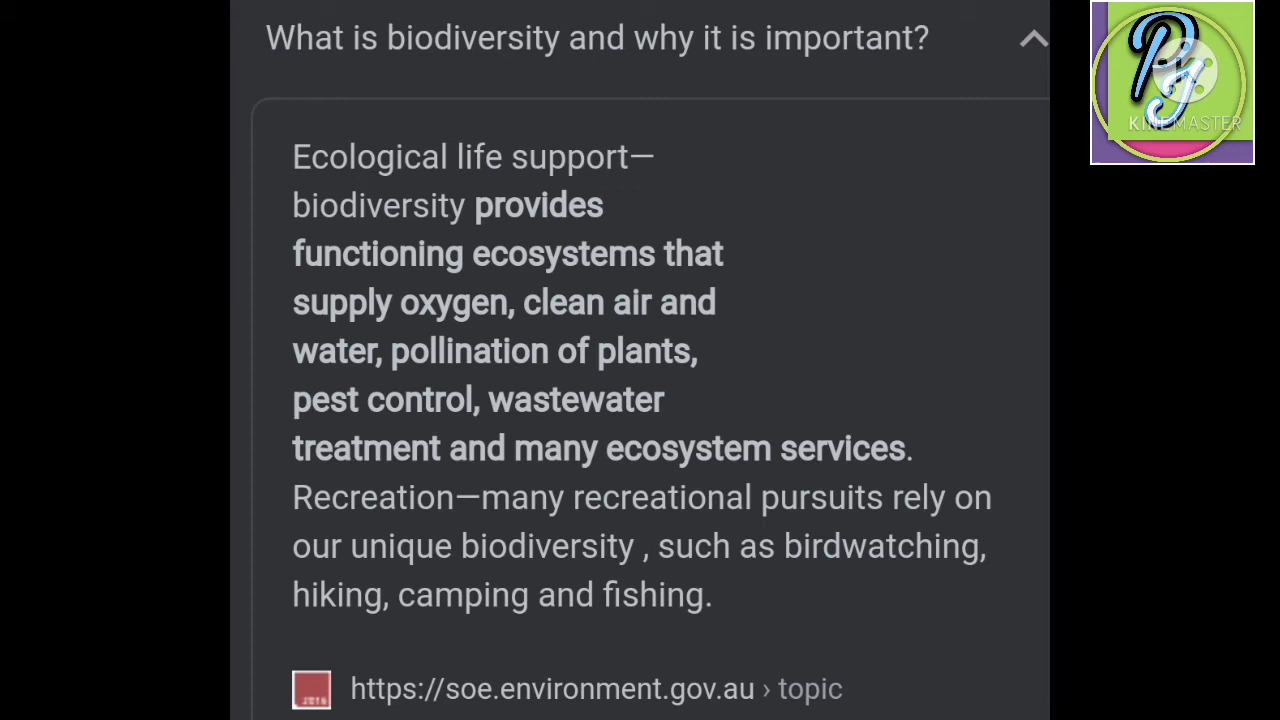 What is biodiversity and why it is important?
Ecological life support—
biodiversity provides
functioning ecosystems that
supply oxygen, clean air and
water, pollination of plants,
pest control, wastewater
treatment and many ecosystem services.
Recreation—many recreational pursuits rely on
our unique biodiversity , such as birdwatching,
hiking, camping and fishing.
https://soe.environment.gov.au › topic
KINEMASTER